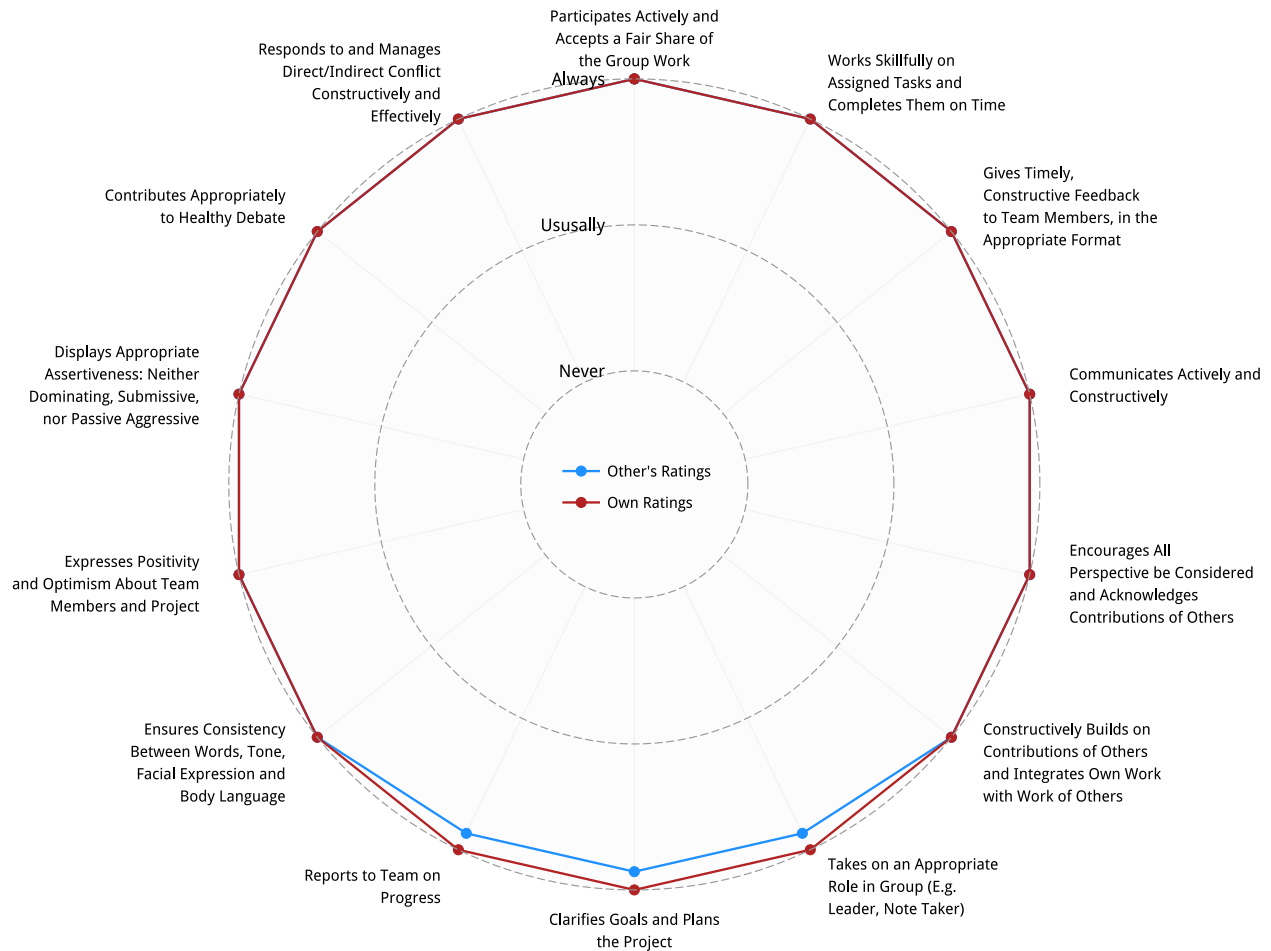 Participates Actively and
Accepts a Fair Share of
the Group Work
Works Skillfully on
Assigned Tasks and
Completes Them on Time
Gives Timely,
Constructive Feedback
to Team Members, in the
Appropriate Format
Communicates Actively and
Constructively
Encourages All
Perspective be Considered
and Acknowledges
Contributions of Others
Constructively Builds on
Contributions of Others
and Integrates Own Work
with Work of Others
Takes on an Appropriate
Role in Group (E.g.
Leader, Note Taker)
Clarifies Goals and Plans
the Project
Reports to Team on
Progress
Ensures Consistency
Between Words, Tone,
Facial Expression and
Body Language
Expresses Positivity
and Optimism About Team
Members and Project
Displays Appropriate
Assertiveness: Neither
Dominating, Submissive,
nor Passive Aggressive
Contributes Appropriately
to Healthy Debate
Responds to and Manages
Direct/Indirect Conflict
Constructively and
Effectively
Always
Ususally
Never
Other's Ratings
Own Ratings